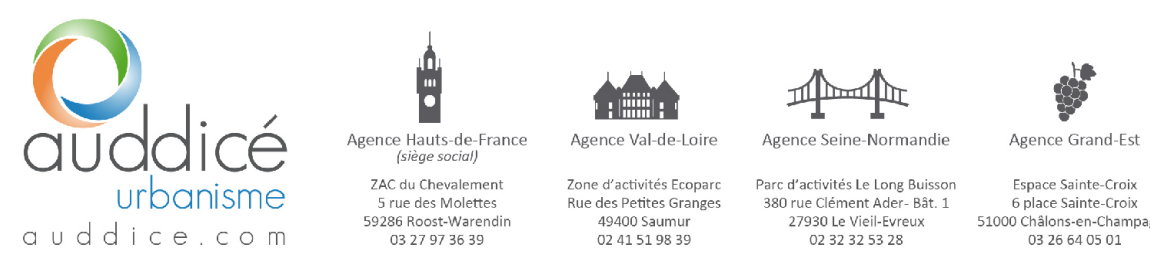 auddicé
urbanisme
auddice.com
Agence Hauts-de-France
(siège social)
ZAC du Chevalement
5 rue des Molettes
59286 Roost-Warendin
03 27 97 36 39
Agence Val-de-Loire
Zone d'activités Ecoparc
Rue des Petites Granges
49400 Saumur
02 41 51 98 39
Agence Seine-Normandie
Parc d'activités Le Long Buisson
380 rue Clément Ader- Bât. 1
27930 Le Vieil-Evreux
02 32 32 53 28
Agence Grand-Est
Espace Sainte-Croix
6 place Sainte-Croix
51000 Châlons-en-Champa
03 26 64 05 01